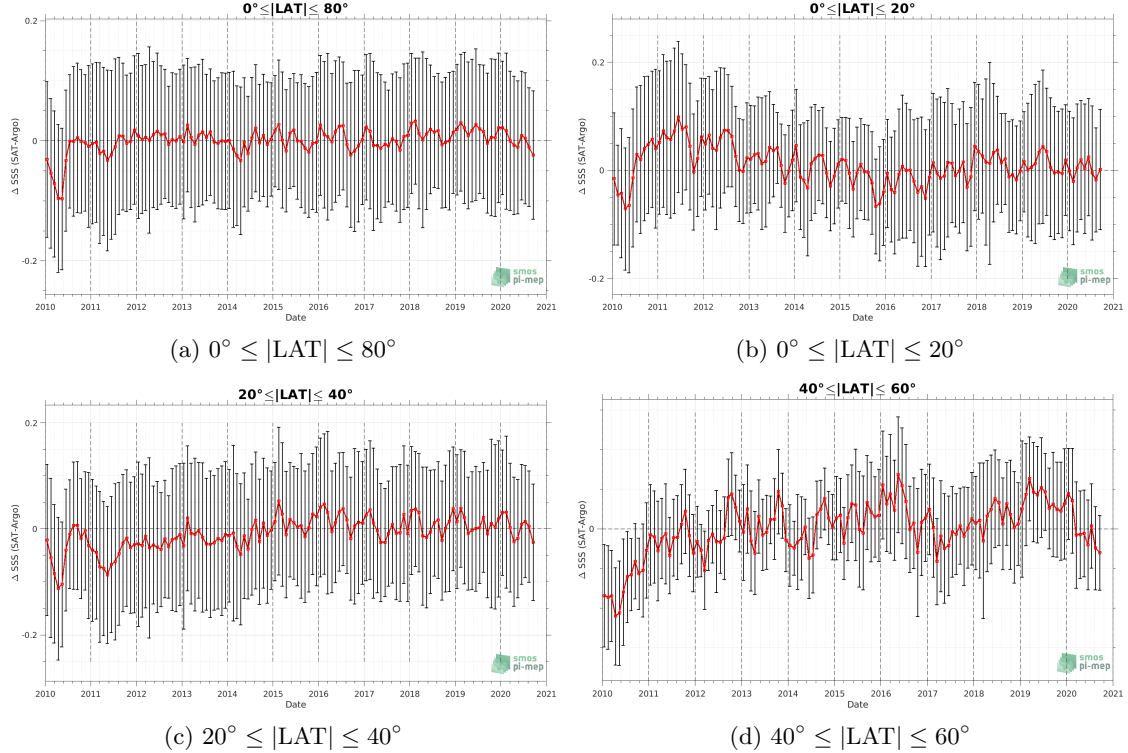 0°≤|LAT|≤ 80°
0.2
0
-0.2
Δ SSS (SAT-Argo)
2010 2011 2012 2013 2014 2015 2016 2017 2018 2019 2020 2021
Date
smos
pi-mep
(a) 0° ≤ |LAT| ≤ 80°
0°≤|LAT|≤ 20°
0.2
0
-0.2
Δ SSS (SAT-Argo)
2010 2011 2012 2013 2014 2015 2016 2017 2018 2019 2020 2021
Date
smos
pi-mep
(b) 0° ≤ |LAT| ≤ 20°
20°≤|LAT|≤ 40°
0.2
0
-0.2
Δ SSS (SAT-Argo)
2010 2011 2012 2013 2014 2015 2016 2017 2018 2019 2020 2021
Date
smos
pi-mep
(c) 20° ≤ |LAT| ≤ 40°
40°≤|LAT|≤ 60°
0
Δ SSS (SAT-Argo)
2010 2011 2012 2013 2014 2015 2016 2017 2018 2019 2020 2021
Date
smos
pi-mep
(d) 40° ≤ |LAT| ≤ 60°